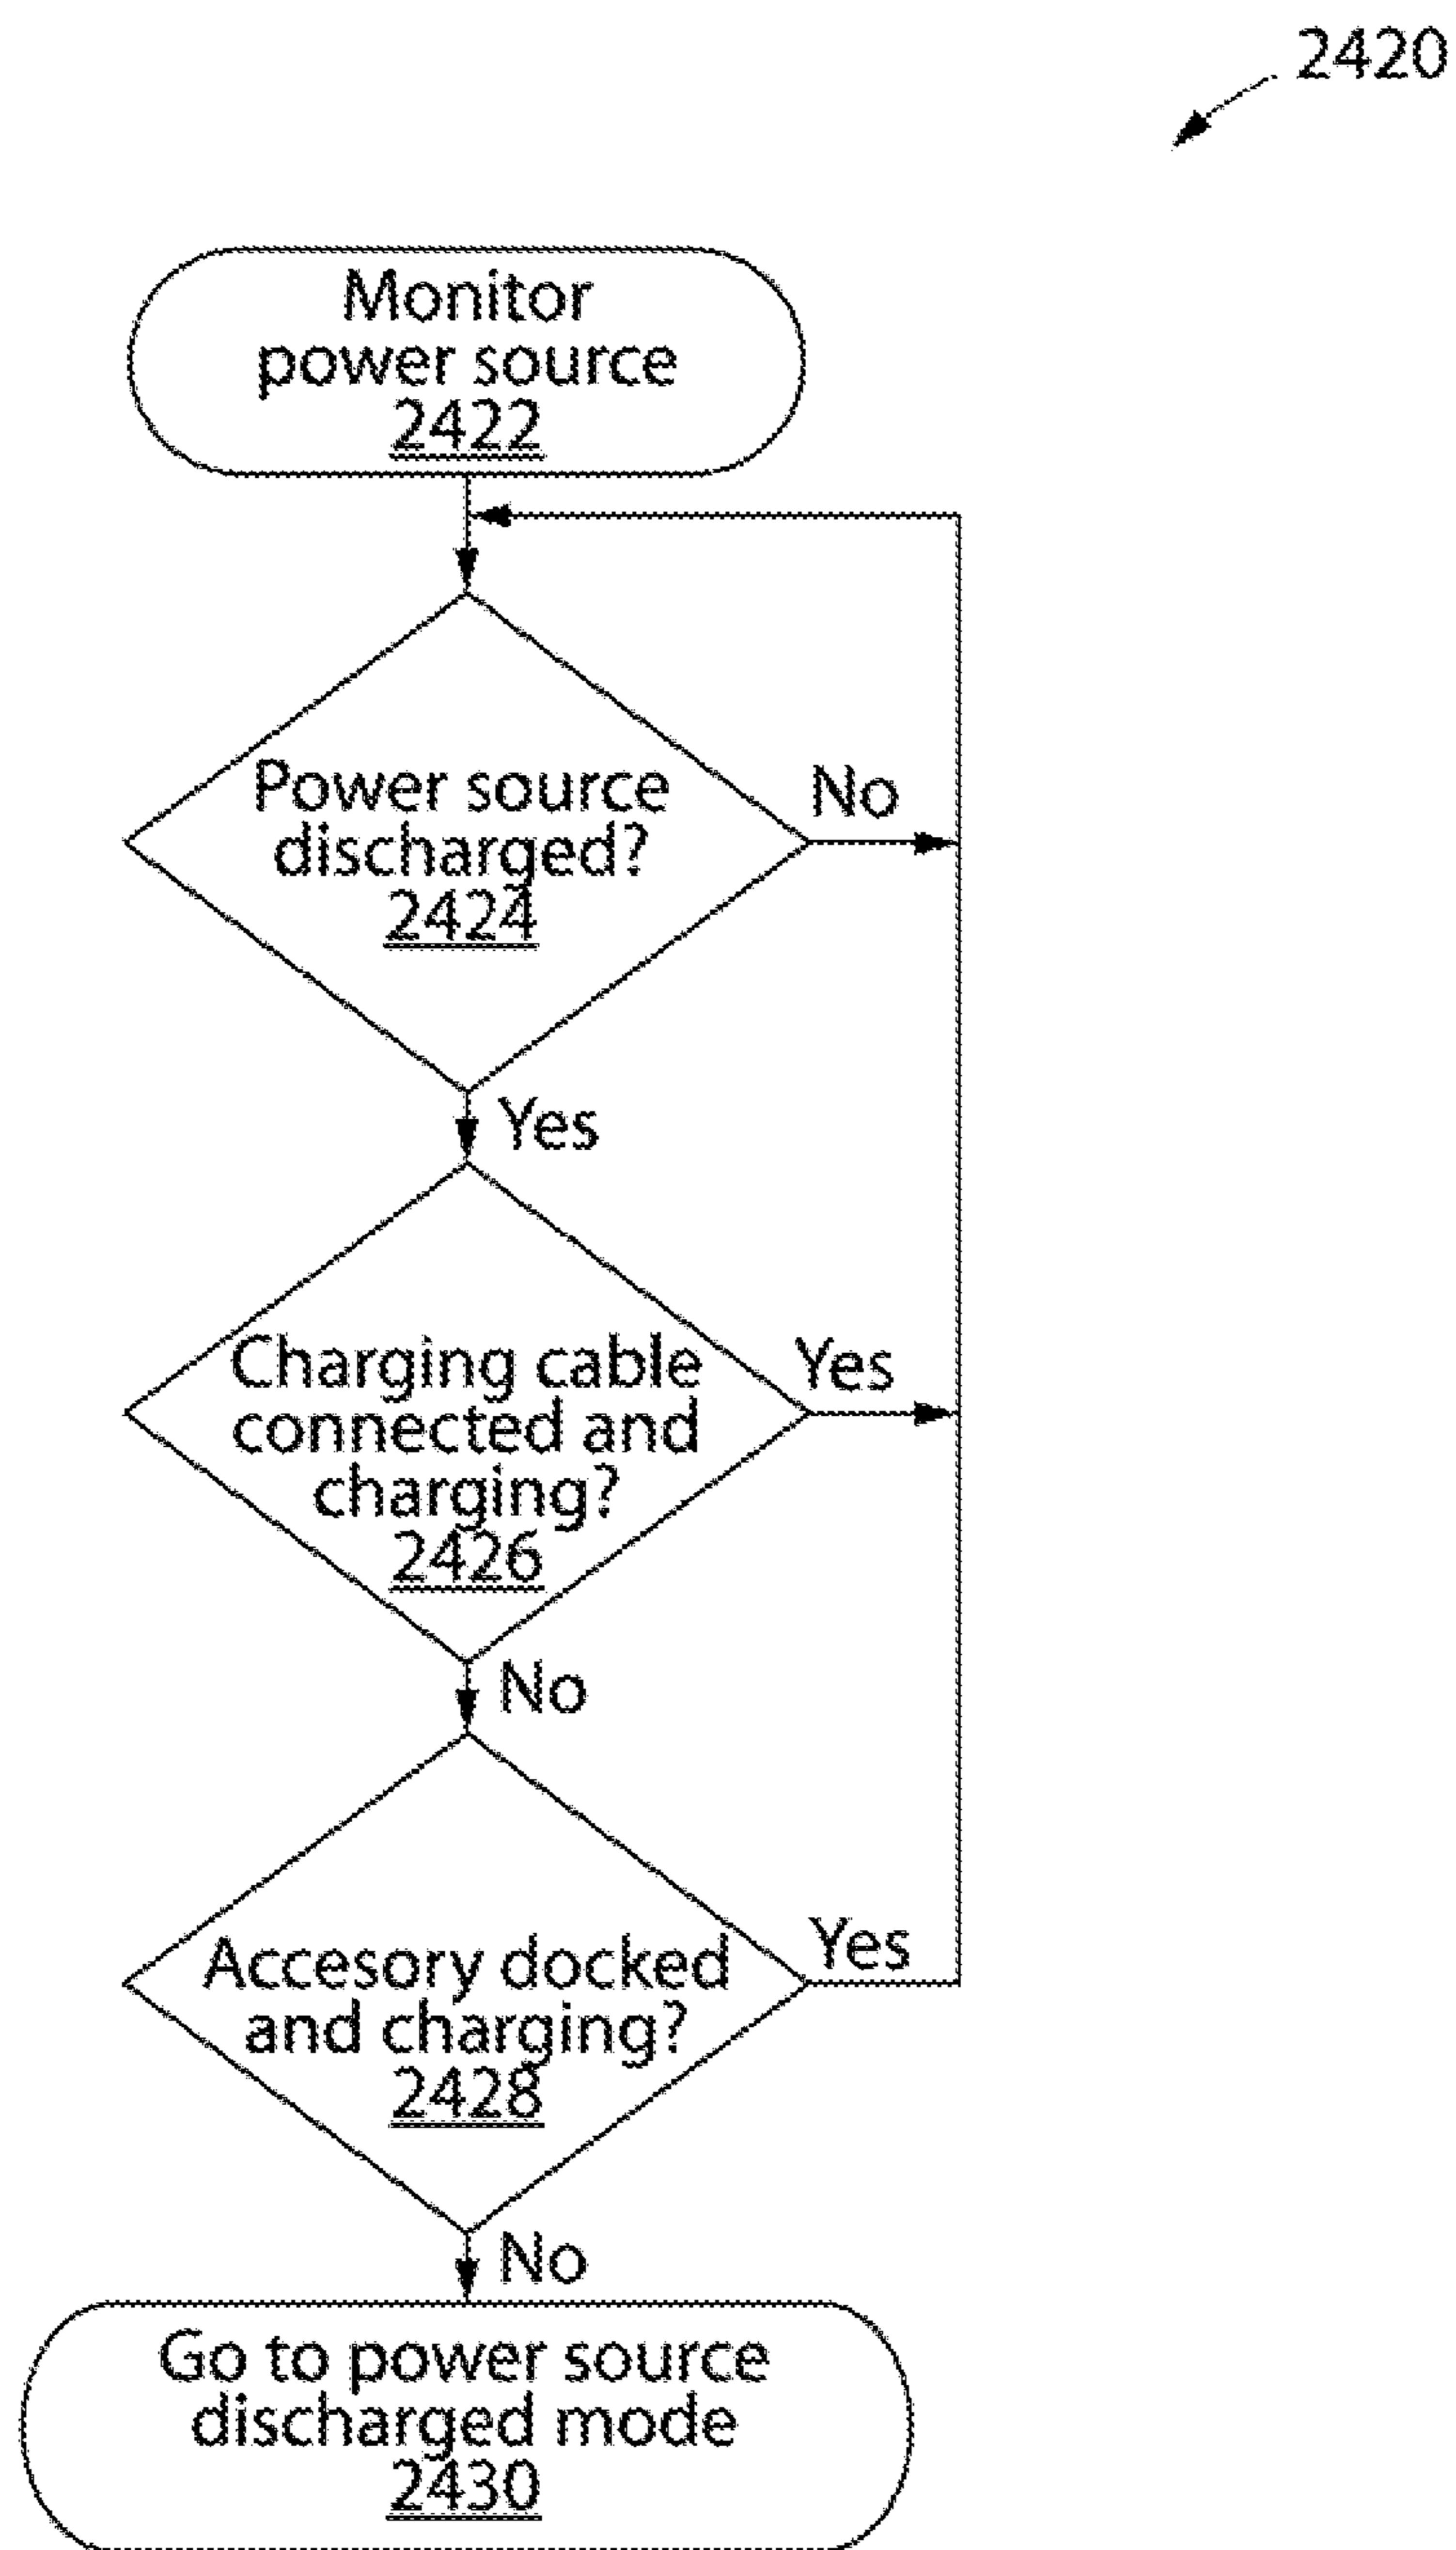 2420
Monitor
power source
2422
Power source
discharged?
2424
No
Yes
Charging cable
connected and
charging?
2426
Yes
No
Accesory docked
and charging?
2428
Yes
No
Go to power source
discharged mode
2430